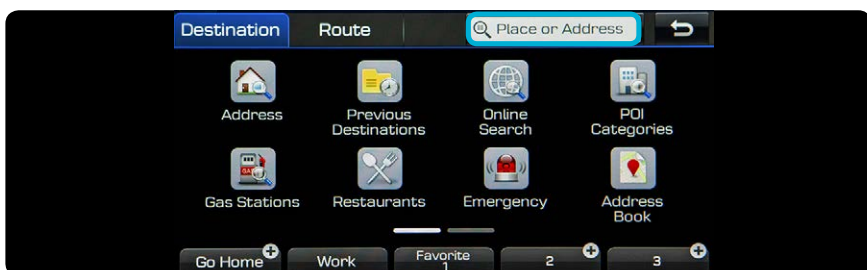 Destination Route Place or Address
Address Previous Destinations Online Search POI Categories
Gas Stations Restaurants Emergency Address Book
Go Home Work Favorite 1 2 3